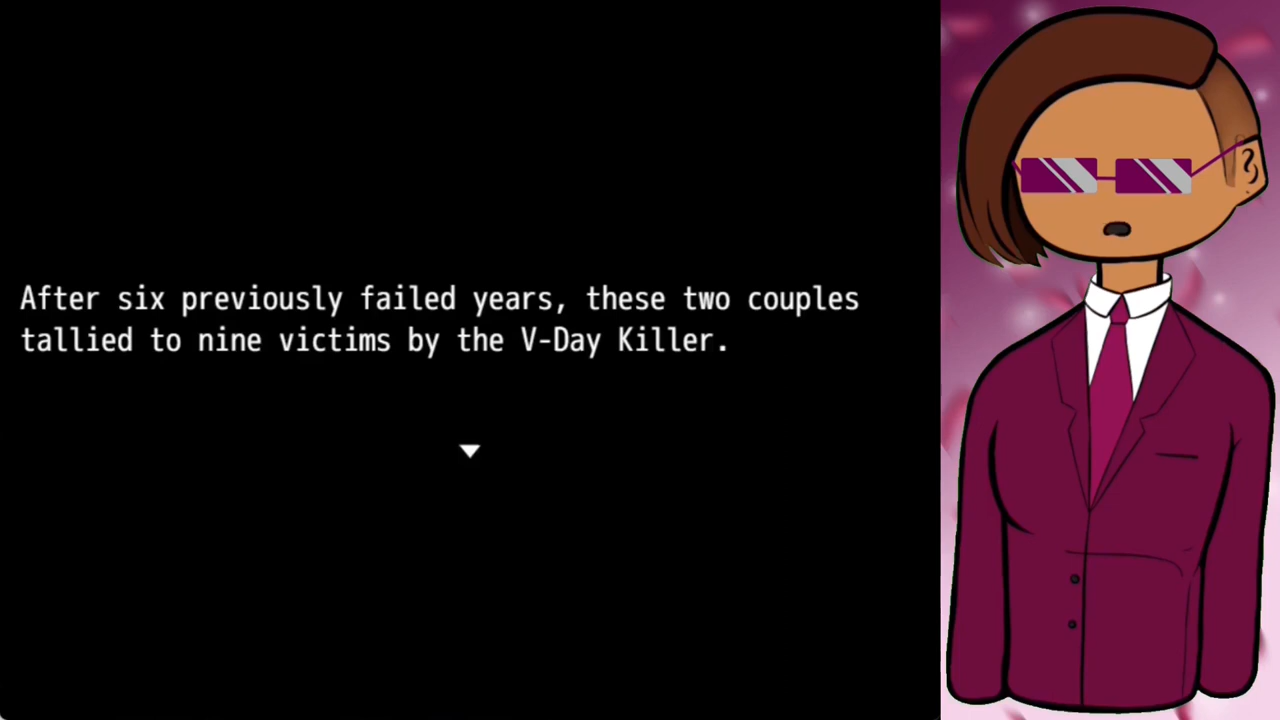 After six previously failed years, these two couples
tallied to nine victims by the V-Day Killer.